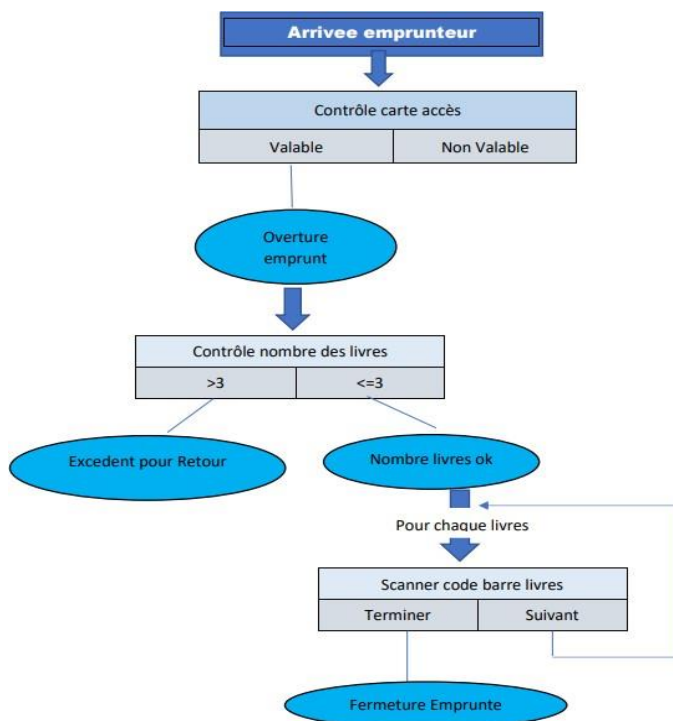 Arrivee emprunteur
Contrôle carte accès
Valable
Non Valable
Overture
emprunt
Contrôle nombre des livres
>3
<=3
Excedent pour Retour
Nombre livres ok
Pour chaque livres
Scanner code barre livres
Terminer
Suivant
Fermeture Emprunte